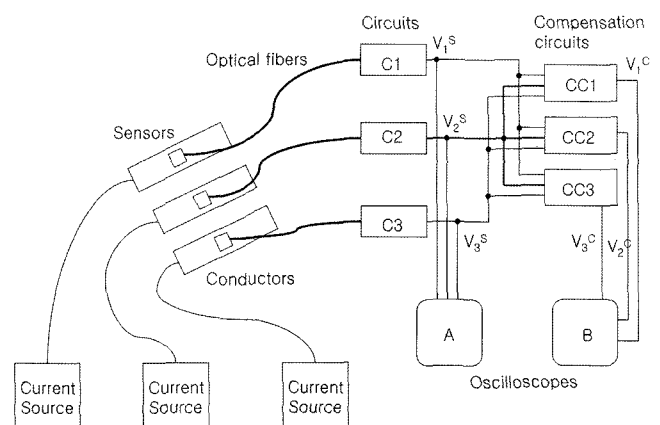 Circuits
Compensation
circuits
Optical fibers
C1
V₁ˢ
V₁ᶜ
CC1
Sensors
C2
V₂ˢ
CC2
CC3
C3
V₃ˢ
V₃ᶜ
V₂ᶜ
Conductors
A
B
Oscilloscopes
Current
Source
Current
Source
Current
Source